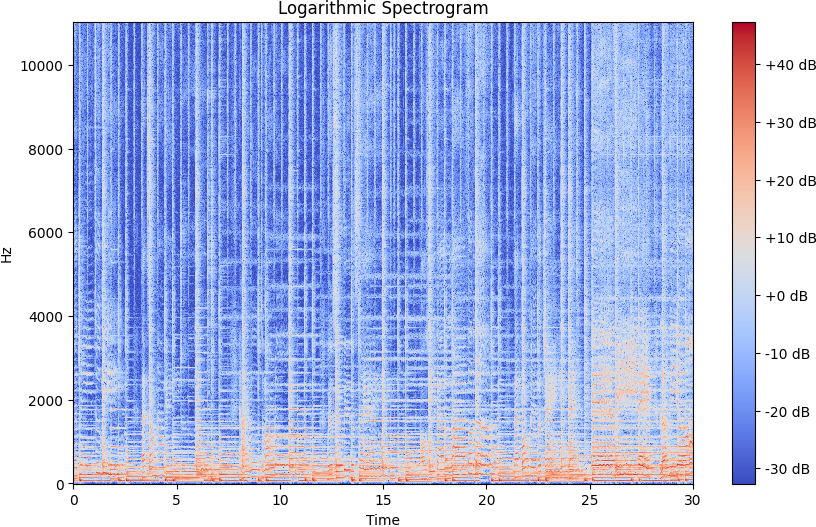 Logarithmic Spectrogram
Hz
10000
8000
6000
4000
2000
0
0 5 10 15 20 25 30
Time
+40 dB
+30 dB
+20 dB
+10 dB
+0 dB
-10 dB
-20 dB
-30 dB